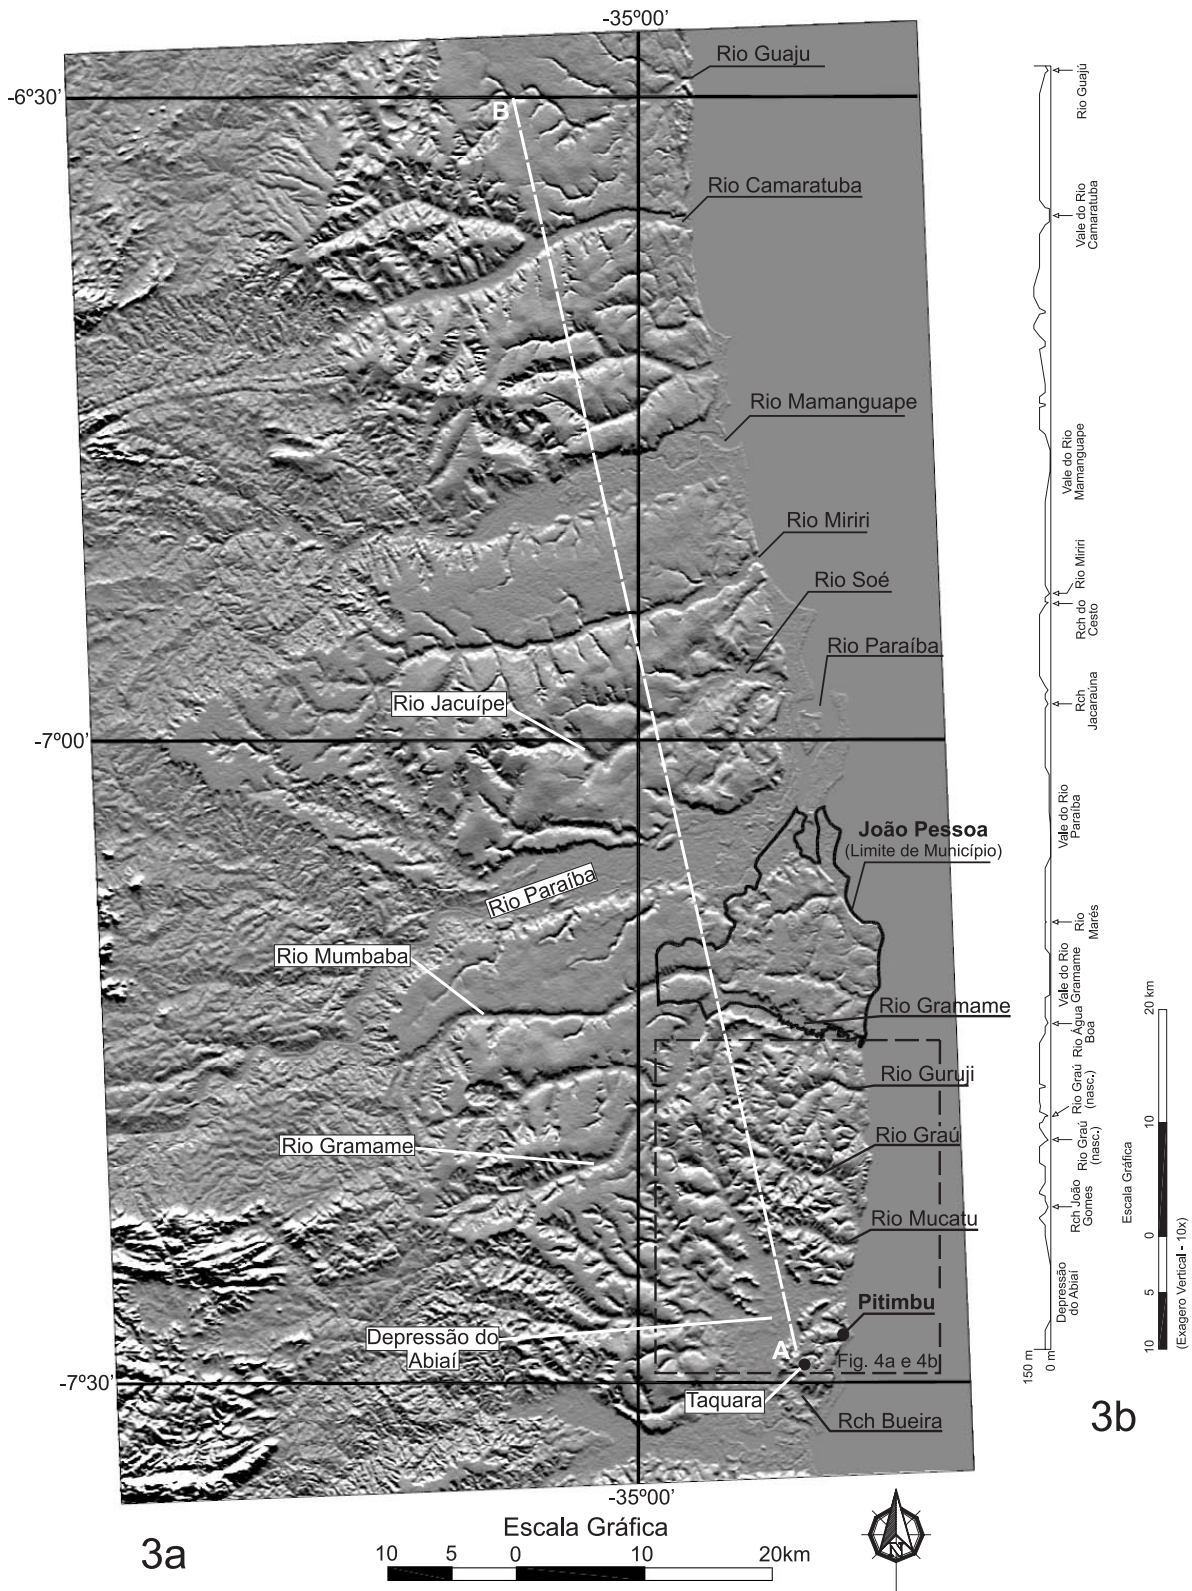 -35º00'
Rio Guaju
-6º30'
B
Rio Camaratuba
Rio Mamanguape
Rio Miriri
Rio Soé
Rio Paraíba
Rio Jacuípe
-7º00'
João Pessoa
(Limite de Município)
Rio Paraíba
Rio Mumbaba
Rio Gramame
Rio Guruji
Rio Gramame
Rio Graú
Rio Mucatu
Pitimbu
Depressão do
Abiaí
A
Fig. 4a e 4b
-7º30'
Taquara
Rch Bueira
-35º00'
Escala Gráfica
10 5 0 10 20km
N
3a
Rio Guajú
Vale do Rio
Camaratuba
Vale do Rio
Mamanguape
Rio Miriri
Rch do
Cesto
Rch
Jacaraúna
Vale do Rio
Paraíba
Rio
Marés
Vale do Rio
Gramame
Rio Água
Boa
Rio Graú
(nasc.)
Rio Graú
(nasc.)
Rch João
Gomes
Depressão
do Abiaí
150 m
0 m
Escala Gráfica
10 5 0 10 20 km
(Exagero Vertical - 10x)
3b